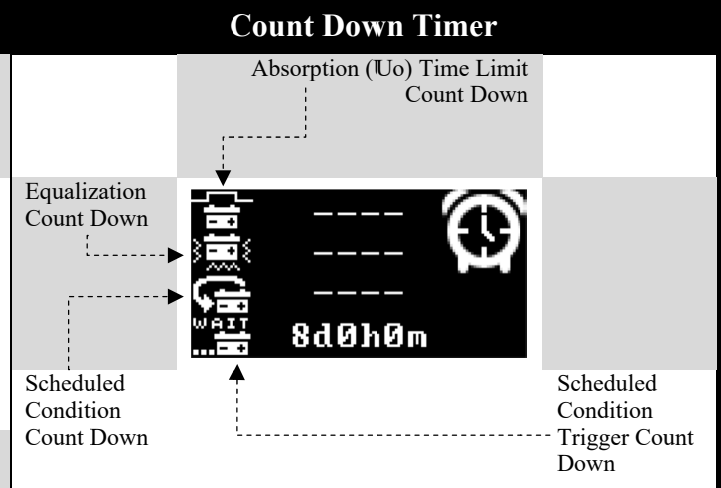 Count Down Timer
Absorption (Uo) Time Limit
Count Down
Equalization
Count Down
----
----
----
WAIT
8d0h0m
Scheduled
Condition
Count Down
Scheduled
Condition
Trigger Count
Down